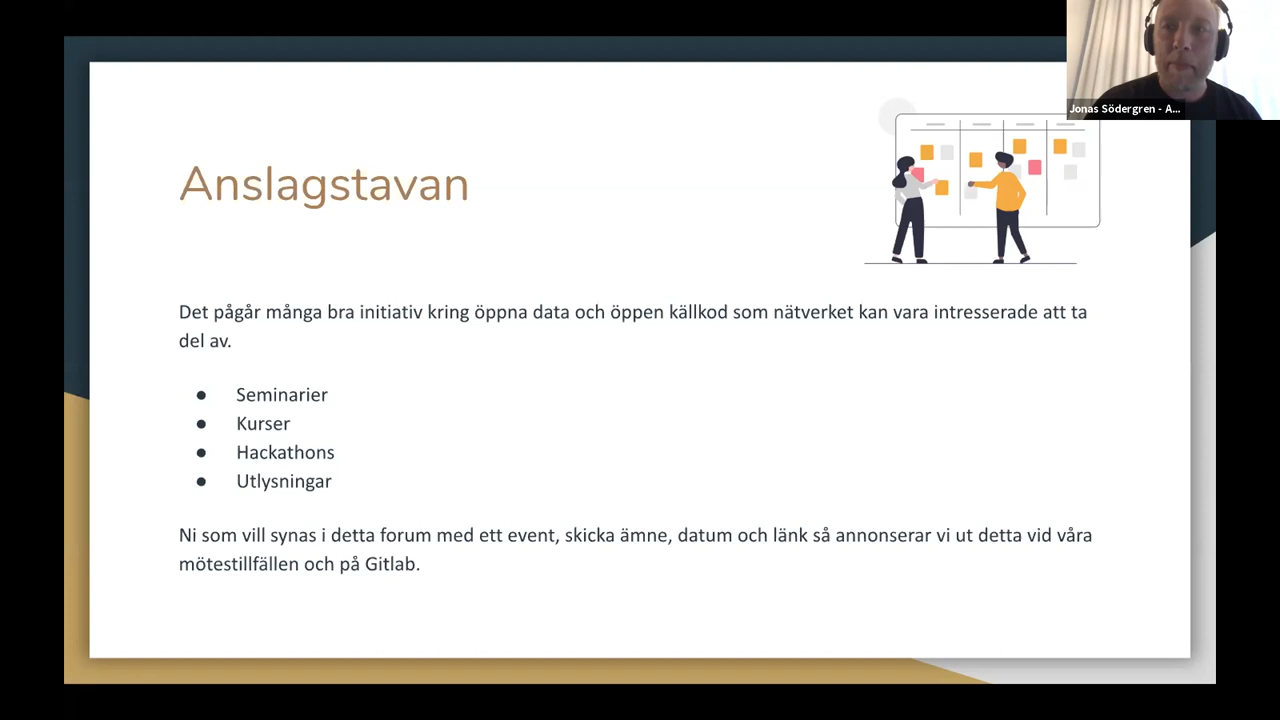 Jonas Södergren - A...
Anslagstavan
Det pågår många bra initiativ kring öppna data och öppen källkod som nätverket kan vara intresserade att ta
del av.
● Seminarier
● Kurser
● Hackathons
● Utlysningar
Ni som vill synas i detta forum med ett event, skicka ämne, datum och länk så annonserar vi ut detta vid våra
mötestillfällen och på Gitlab.